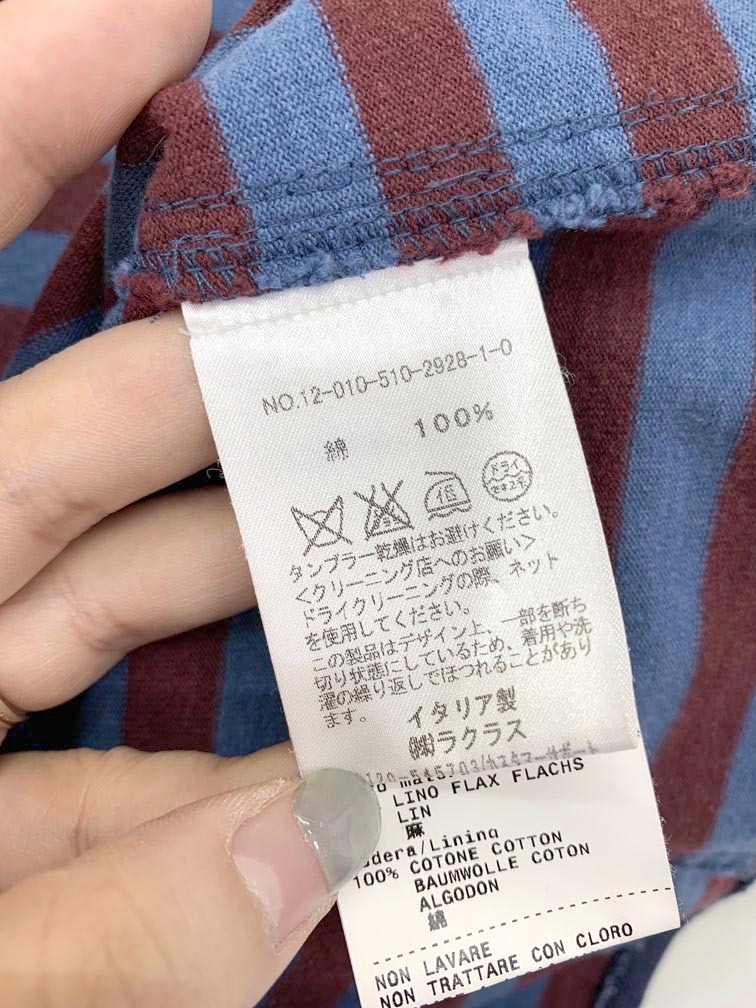 NO.12-010-510-2928-1-0
綿 100%
低
ドライ
タンブラー乾燥はお避けください。
<クリーニング店へのお願い>
ドライクリーニングの際、ネット
を使用してください。
この製品はデザイン上、一部を断ち
切り状態にしているため、着用や洗
濯の繰り返しでほつれることがあり
ます。
イタリア製
㈱ラクラス
LINO FLAX FLACHS
LIN
麻
dera/Lining
100% COTONE COTTON
BAUMWOLLE COTON
ALGODON
綿
NON LAVARE
NON TRATTARE CON CLORO